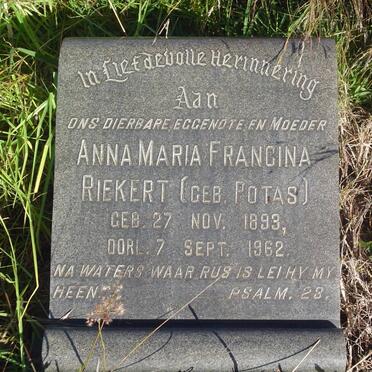 In Liefdevolle Herinnering
Aan
ONS DIERBARE, EGGENOTE EN MOEDER
ANNA MARIA FRANCINA
RIEKERT (GEB. POTAS)
GEB. 27 NOV. 1893,
OORL. 7 SEPT. 1962.
NA WATERS WAAR RUS IS LEI HY MY
HEEN PSALM. 23.